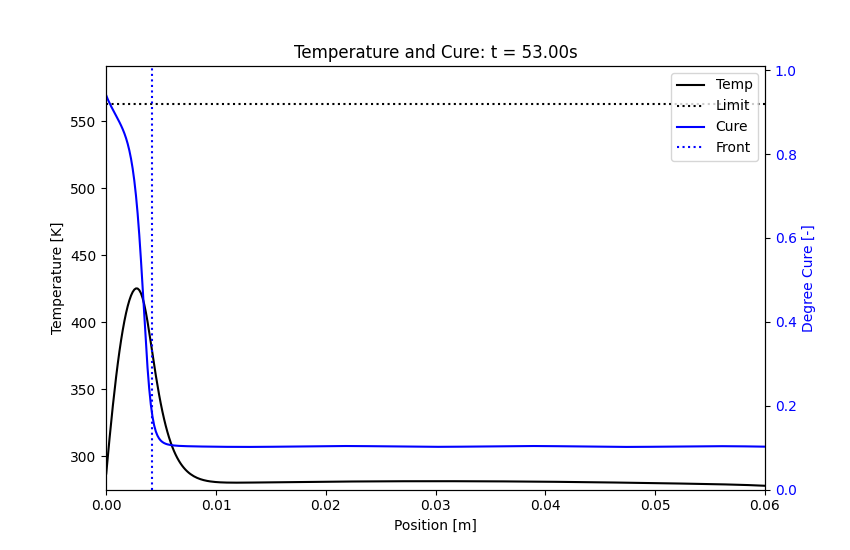 Temperature and Cure: t = 53.00s
Temp
Limit
Cure
Front
Temperature [K]
550
500
450
400
350
300
1.0
0.8
0.6
0.4
0.2
0.0
Degree Cure [-]
0.00
0.01
0.02
0.03
0.04
0.05
0.06
Position [m]